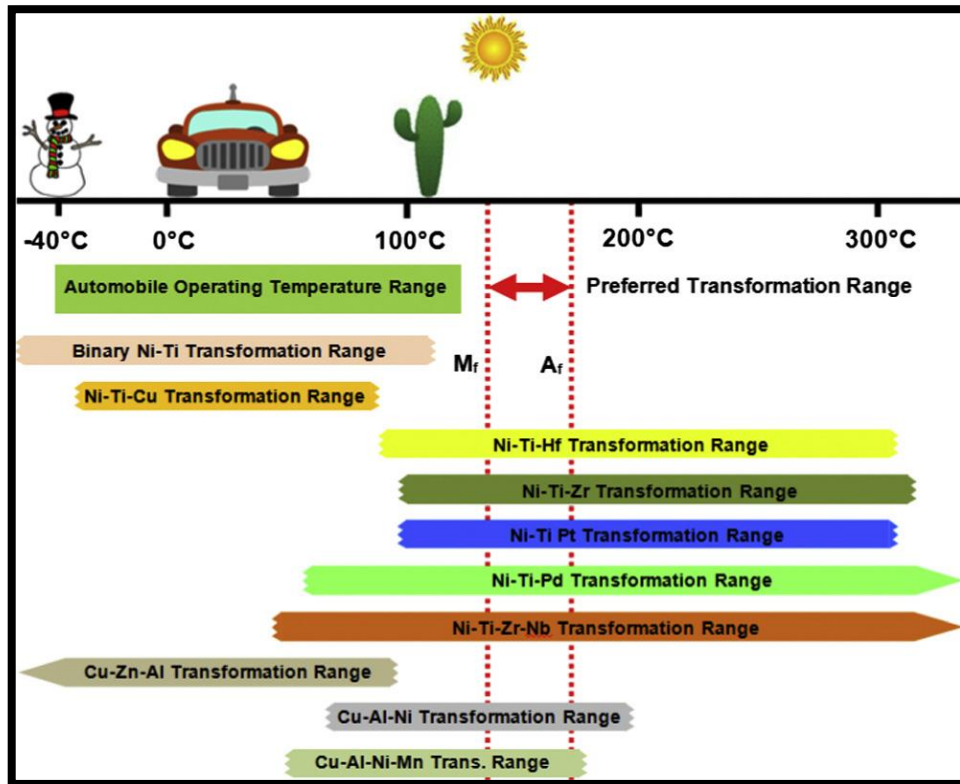 -40°C 0°C 100°C 200°C 300°C
Automobile Operating Temperature Range
Preferred Transformation Range
Binary Ni-Ti Transformation Range
Mf Af
Ni-Ti-Cu Transformation Range
Ni-Ti-Hf Transformation Range
Ni-Ti-Zr Transformation Range
Ni-Ti Pt Transformation Range
Ni-Ti-Pd Transformation Range
Ni-Ti-Zr-Nb Transformation Range
Cu-Zn-Al Transformation Range
Cu-Al-Ni Transformation Range
Cu-Al-Ni-Mn Trans. Range